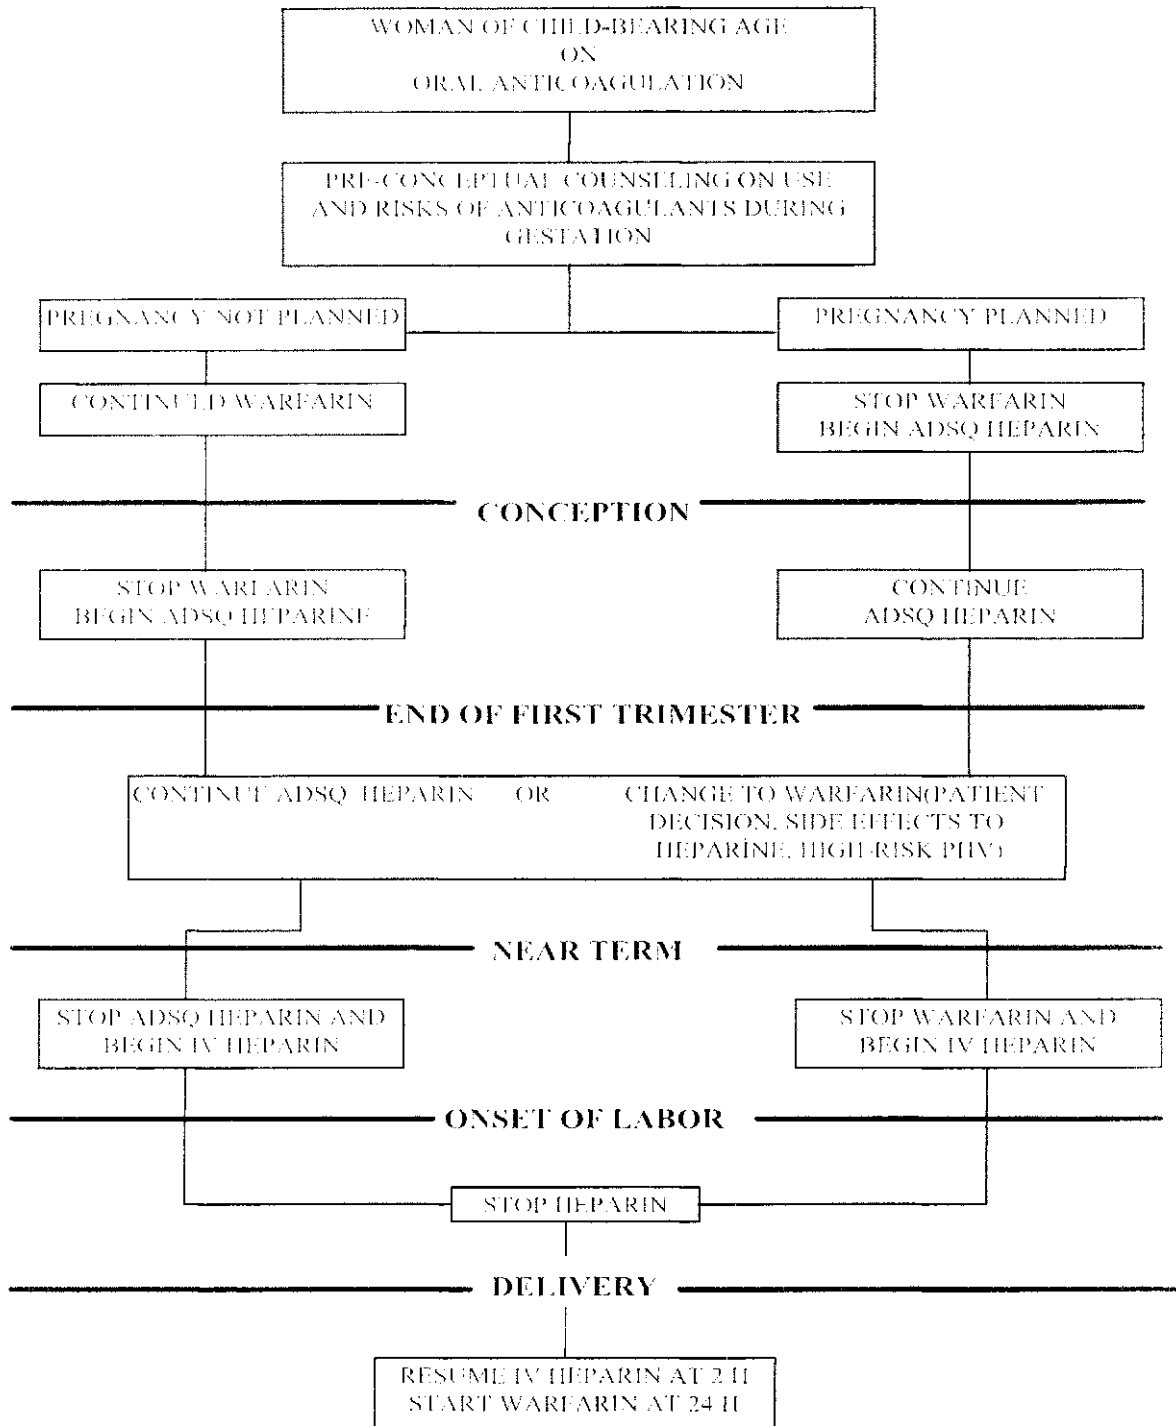 WOMAN OF CHILD-BEARING AGE
ON
ORAL ANTICOAGULATION
PRE-CONCEPTUAL COUNSELING ON USE
AND RISKS OF ANTICOAGULANTS DURING
GESTATION
PREGNANCY NOT PLANNED
PREGNANCY PLANNED
CONTINUED WARFARIN
STOP WARFARIN
BEGIN ADSQ HEPARIN
CONCEPTION
STOP WARFARIN
BEGIN ADSQ HEPARINE
CONTINUE
ADSQ HEPARIN
END OF FIRST TRIMESTER
CONTINUE ADSQ HEPARIN OR CHANGE TO WARFARIN(PATIENT
DECISION, SIDE EFFECTS TO
HEPARİNE, HIGH-RISK PHV)
NEAR TERM
STOP ADSQ HEPARIN AND
BEGIN IV HEPARIN
STOP WARFARIN AND
BEGIN IV HEPARIN
ONSET OF LABOR
STOP HEPARIN
DELIVERY
RESUME IV HEPARIN AT 2 H
START WARFARIN AT 24 H